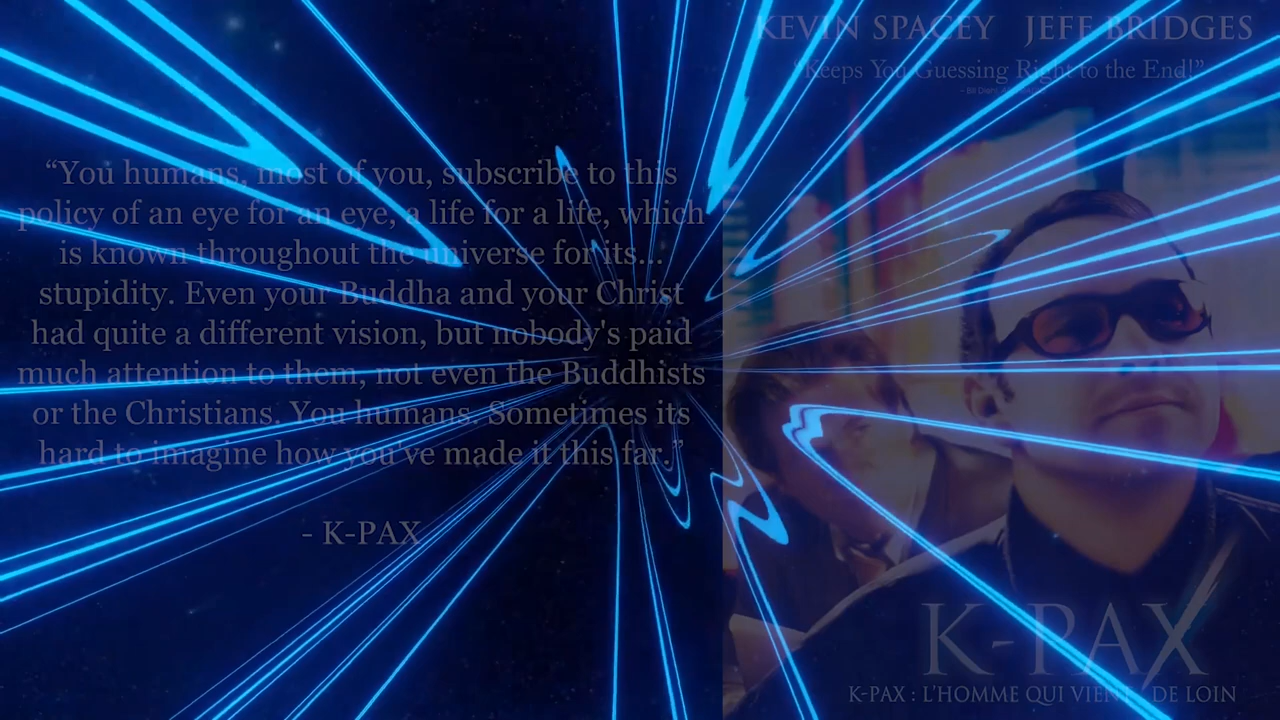 KEVIN SPACEY JEFF BRIDGES
“Keeps You Guessing Right to the End!”
“You humans, most of you, subscribe to this
policy of an eye for an eye, a life for a life, which
is known throughout the universe for its...
stupidity. Even your Buddha and your Christ
had quite a different vision, but nobody's paid
much attention to them, not even the Buddhists
or the Christians. You humans. Sometimes its
hard to imagine how you've made it this far.”
- K-PAX
K-PAX
K-PAX : L'HOMME QUI VIENT DE LOIN